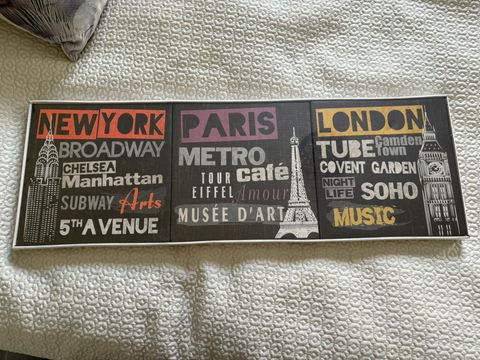 NEW YORK
BROADWAY
CHELSEA
Manhattan
SUBWAY Arts
5TH AVENUE
PARIS
METRO
TOUR EIFFEL Café
Amour
MUSÉE D'ART
LONDON
TUBE Camden Town
COVENT GARDEN
NIGHT LIFE SOHO
MUSIC